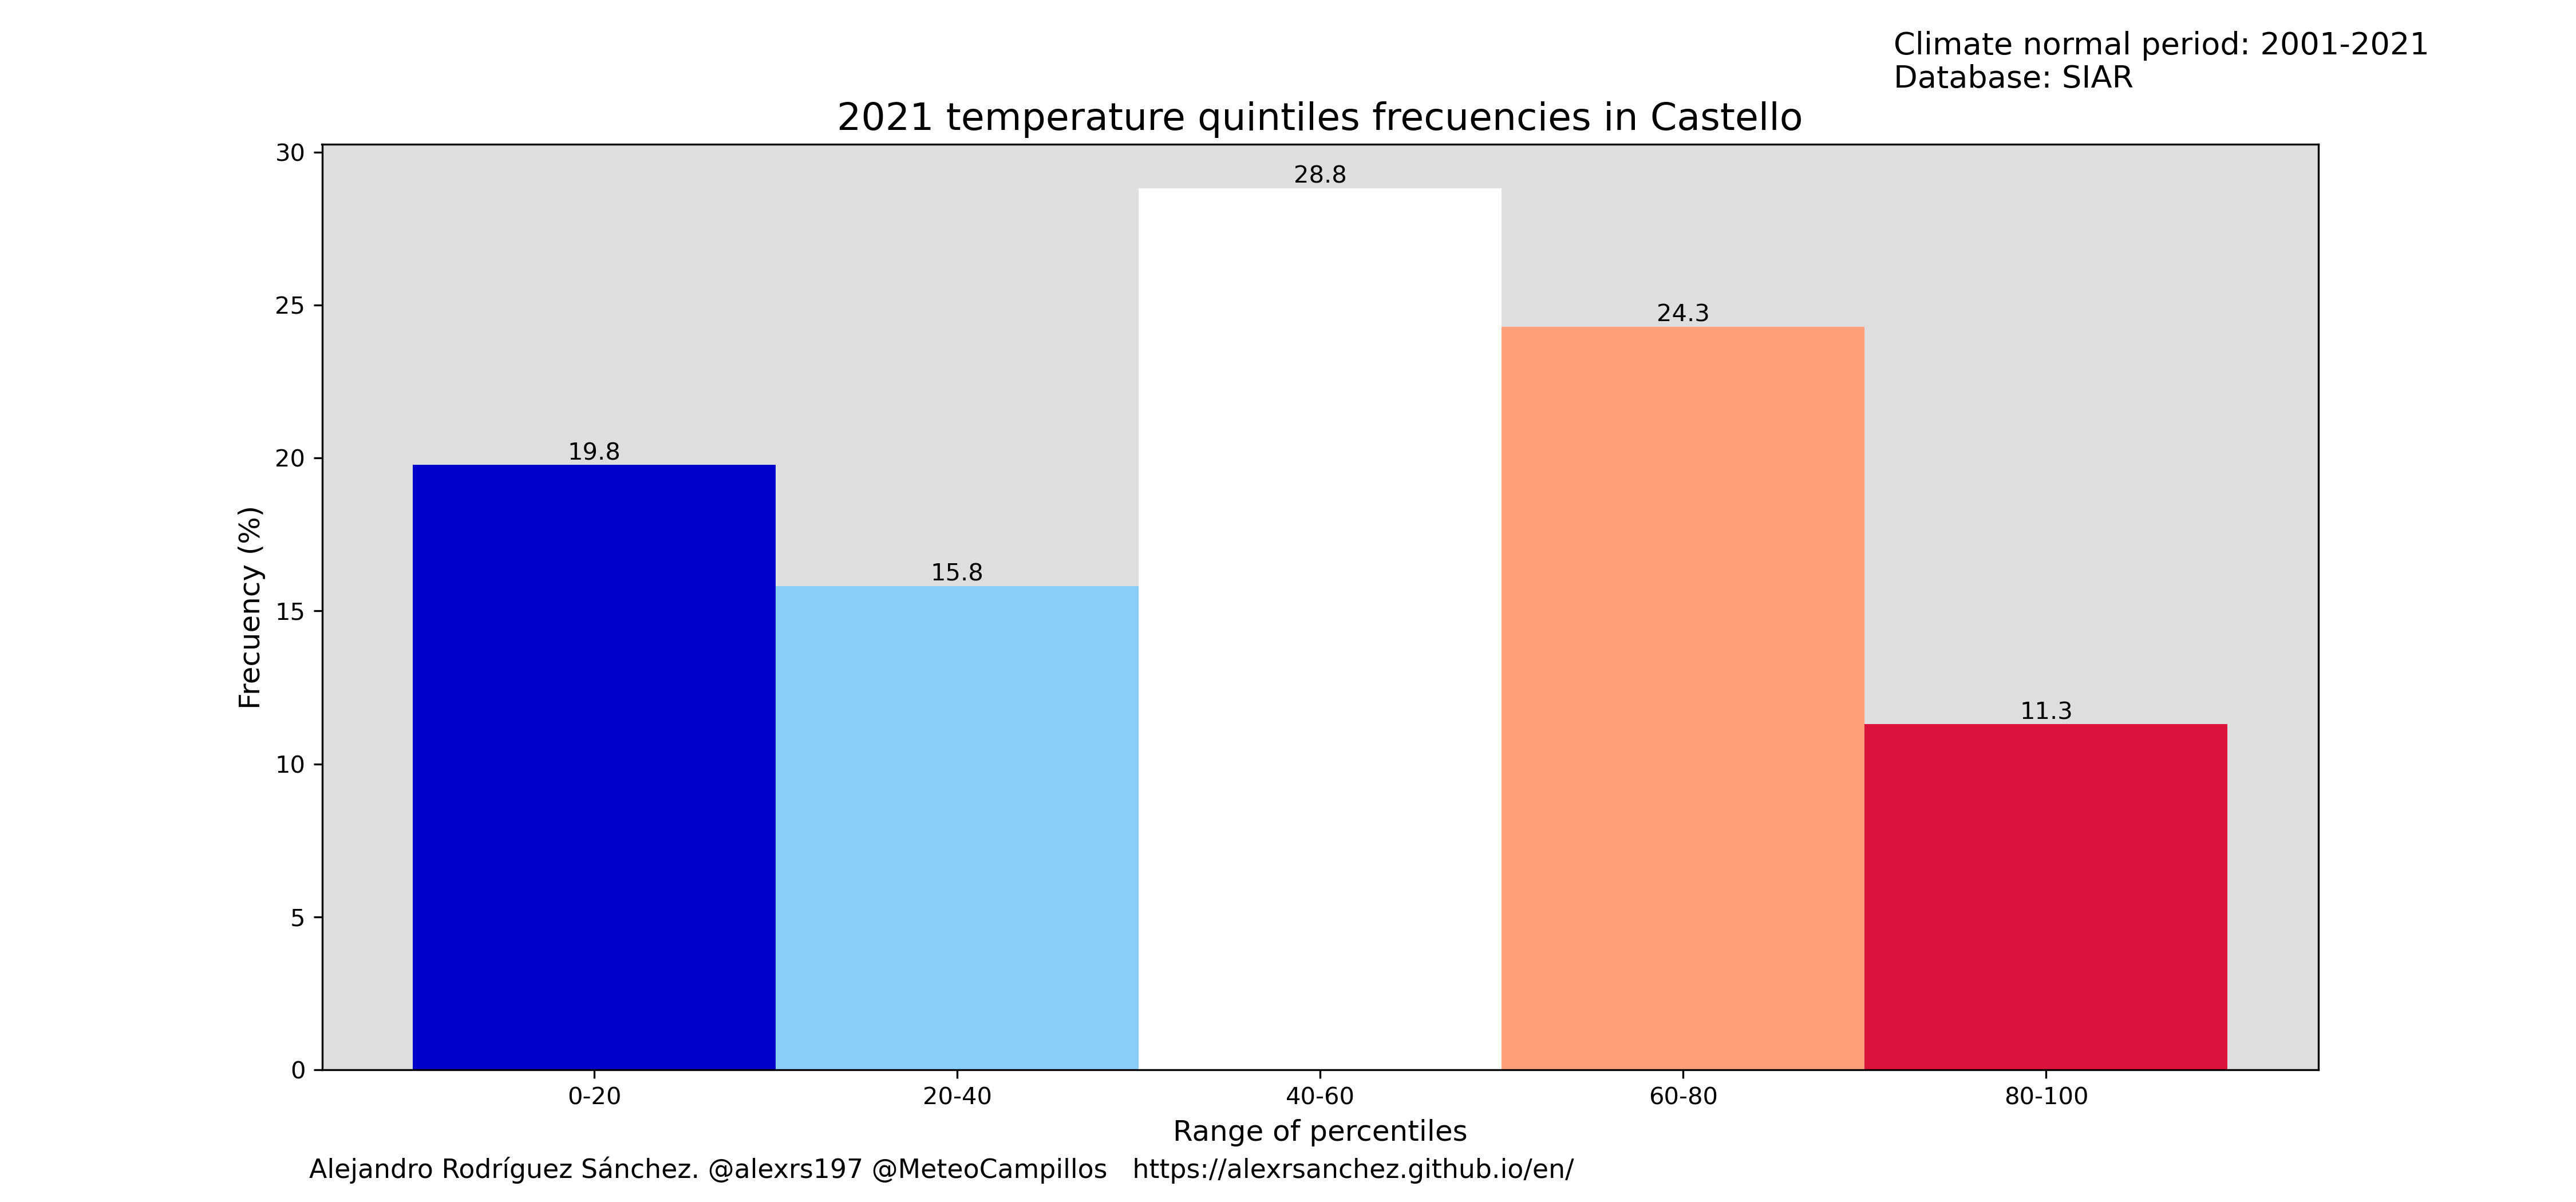 Climate normal period: 2001-2021
Database: SIAR
2021 temperature quintiles frecuencies in Castello
30
25
20
15
10
5
0
Frecuency (%)
19.8
15.8
28.8
24.3
11.3
0-20
20-40
40-60
60-80
80-100
Range of percentiles
Alejandro Rodríguez Sánchez. @alexrs197 @MeteoCampillos https://alexrsanchez.github.io/en/